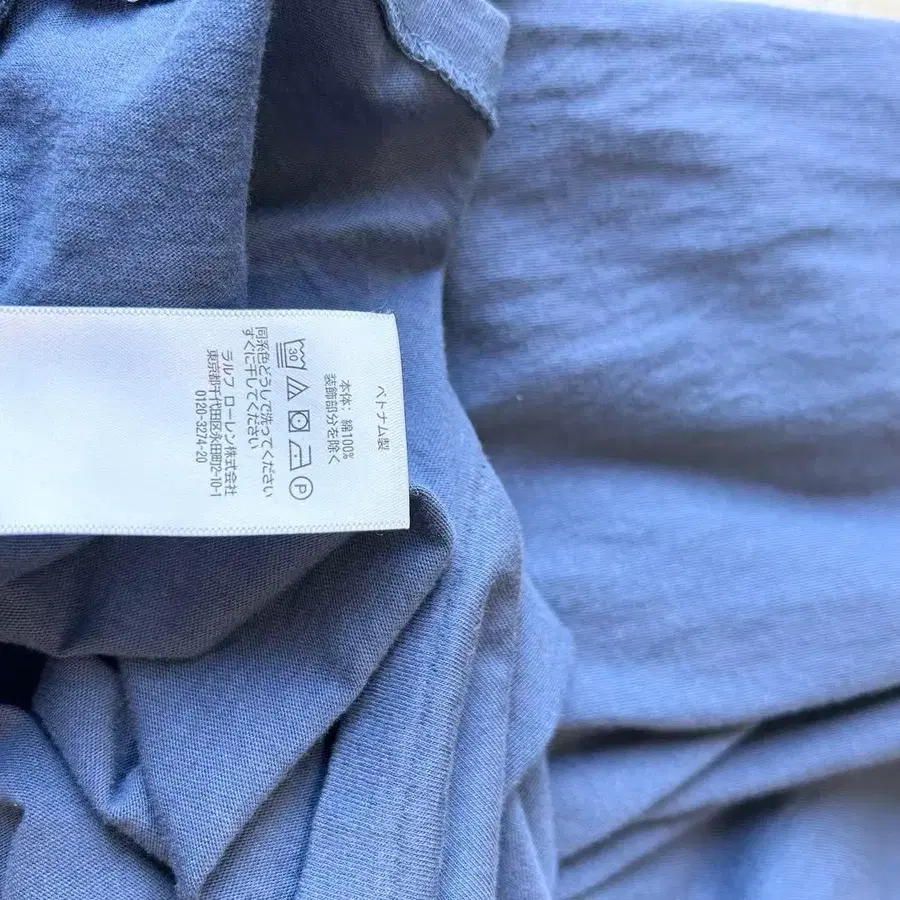 ベトナム製
本体: 綿100%
装飾部分を除く
30
P
同系色どうしで洗ってください
すぐに干してください
ラルフ ローレン株式会社
東京都千代田区永田町2-10-1
0120-3274-20